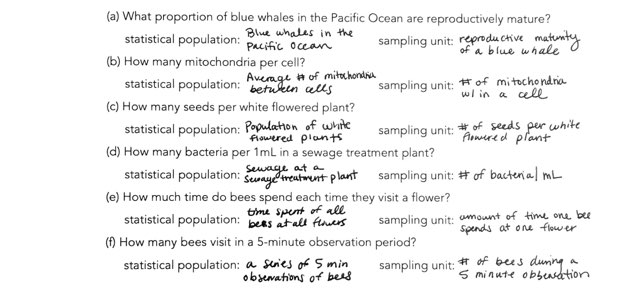 (a) What proportion of blue whales in the Pacific Ocean are reproductively mature?
statistical population: Blue whales in the Pacific Ocean sampling unit: reproductive maturity of a blue whale
(b) How many mitochondria per cell?
statistical population: Average # of mitochondria between cells sampling unit: # of mitochondria w/in a cell
(c) How many seeds per white flowered plant?
statistical population: Population of white flowered plants sampling unit: # of seeds per white flowered plant
(d) How many bacteria per 1mL in a sewage treatment plant?
statistical population: sewage at a sewage treatment plant sampling unit: # of bacteria/mL
(e) How much time do bees spend each time they visit a flower?
statistical population: time spent of all bees at all flowers sampling unit: amount of time one bee spends at one flower
(f) How many bees visit in a 5-minute observation period?
statistical population: a series of 5 min observations of bees sampling unit: # of bees during a 5 minute observation